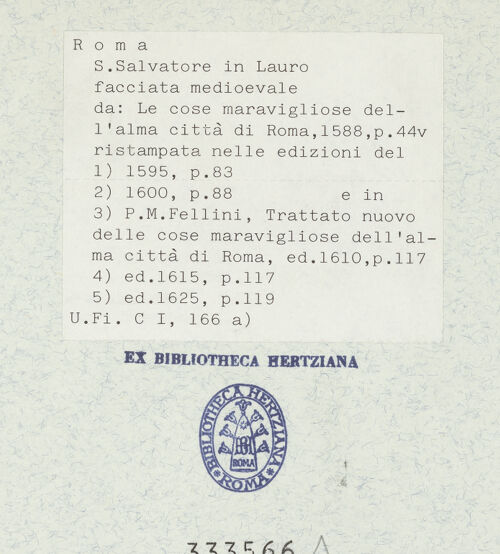 R o m a
S.Salvatore in Lauro
facciata medioevale
da: Le cose maravigliose del-
l'alma città di Roma,1588,p.44v
ristampata nelle edizioni del
1) 1595, p.83
2) 1600, p.88 e in
3) P.M.Fellini, Trattato nuovo
delle cose maravigliose dell'al-
ma città di Roma, ed.1610,p.117
4) ed.1615, p.117
5) ed.1625, p.119
U.Fi. C I, 166 a)
EX BIBLIOTHECA HERTZIANA
BIBLIOTHECA HERTZIANA
BH
ROMA
ROMA
333566 A